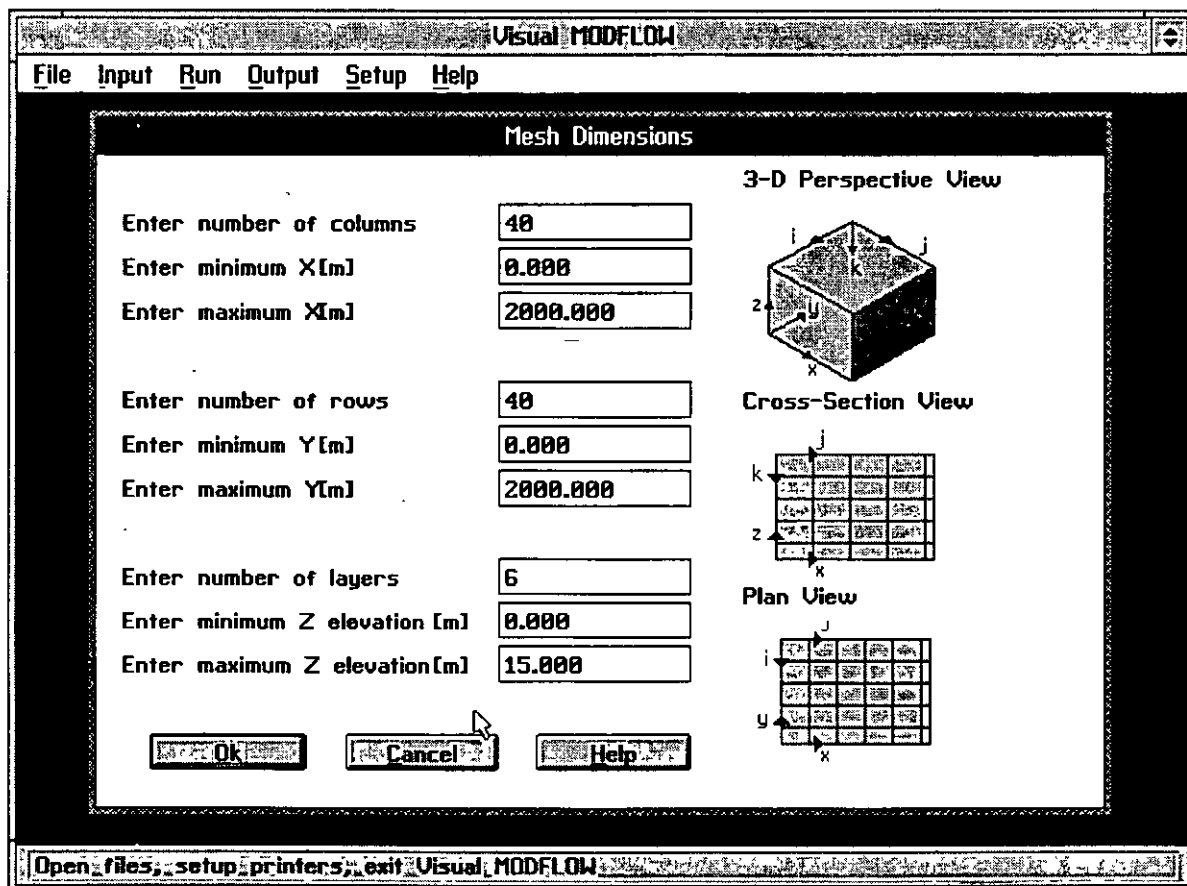 Visual MODFLOW
File Input Run Output Setup Help
Mesh Dimensions
Enter number of columns 40
Enter minimum X[m] 0.000
Enter maximum X[m] 2000.000
Enter number of rows 40
Enter minimum Y[m] 0.000
Enter maximum Y[m] 2000.000
Enter number of layers 6
Enter minimum Z elevation [m] 0.000
Enter maximum Z elevation[m] 15.000
Ok Cancel Help
3-D Perspective View
i j
k
z y
x
Cross-Section View
j
k
z
x
Plan View
j
i
y
x
Open files, setup printers, exit Visual MODFLOW